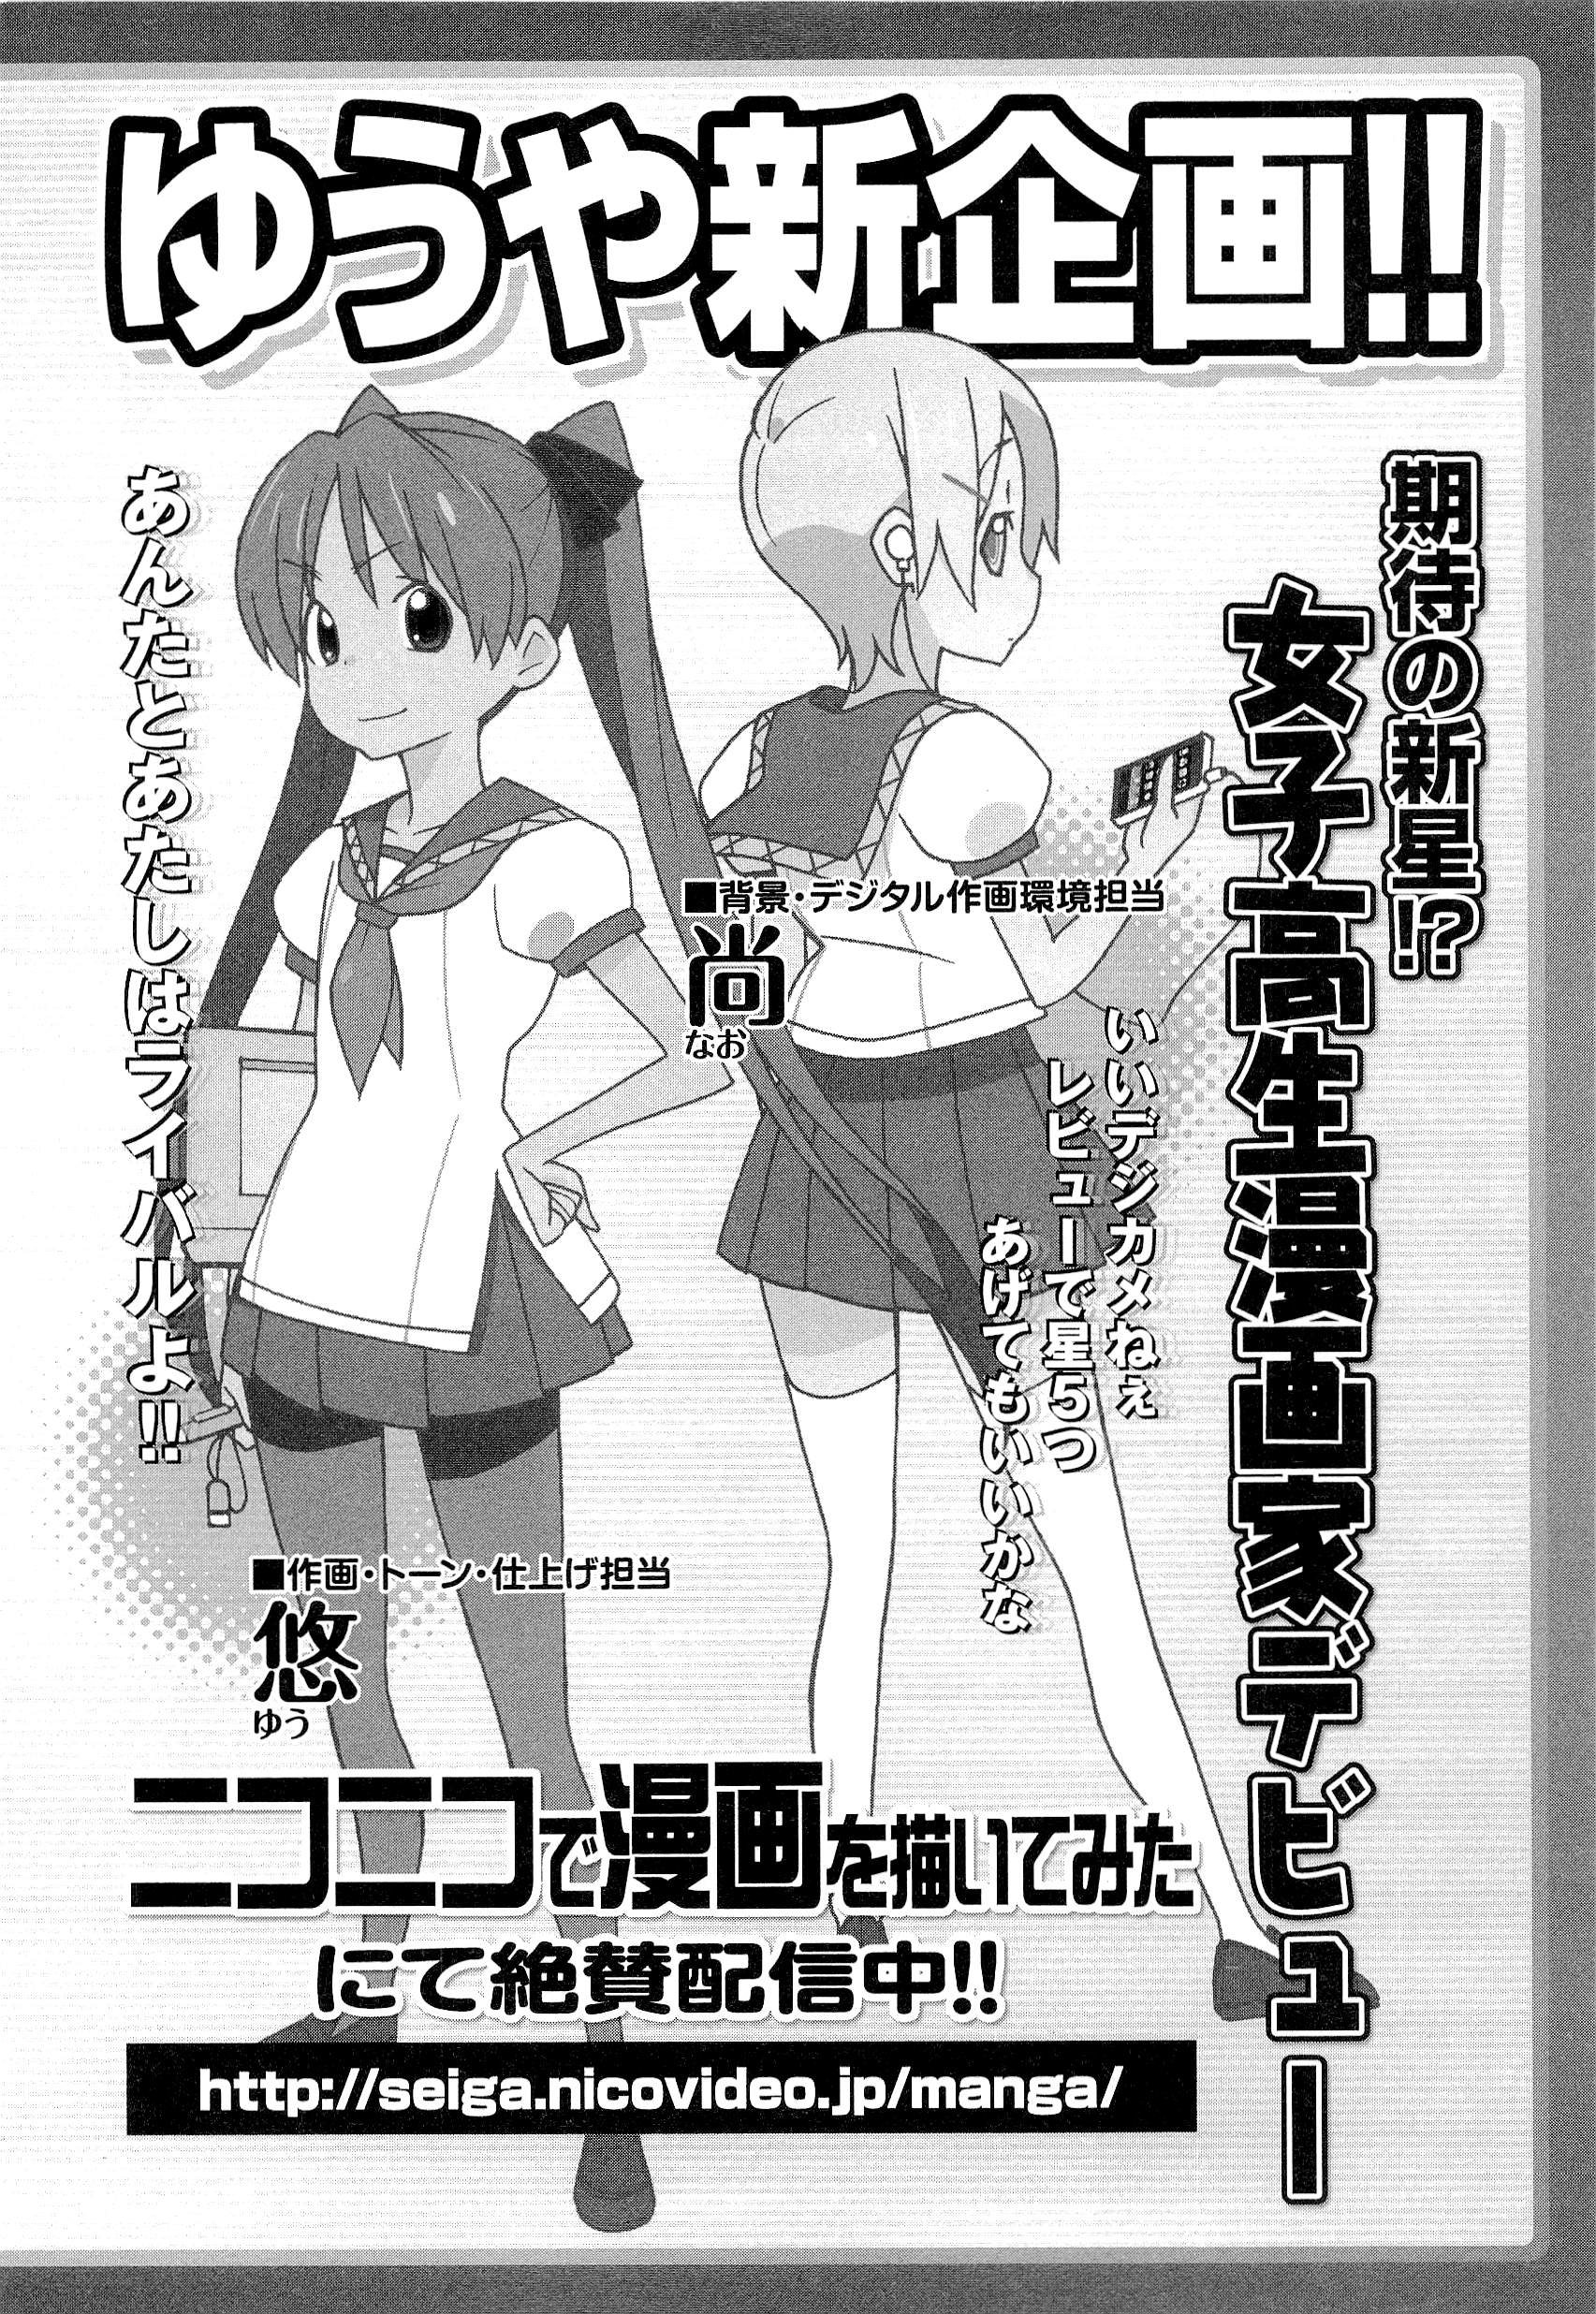 ゆうや新企画!!
期待の新星!?
女子高生漫画家デビュー
■背景・デジタル作画環境担当
尚
なお
いいデジカメねぇ
レビューで星5つ
あげてもいいかな
あんたとあたしはライバルよ!!
■作画・トーン・仕上げ担当
悠
ゆう
ニコニコで漫画を描いてみた
にて絶賛配信中!!
http://seiga.nicovideo.jp/manga/